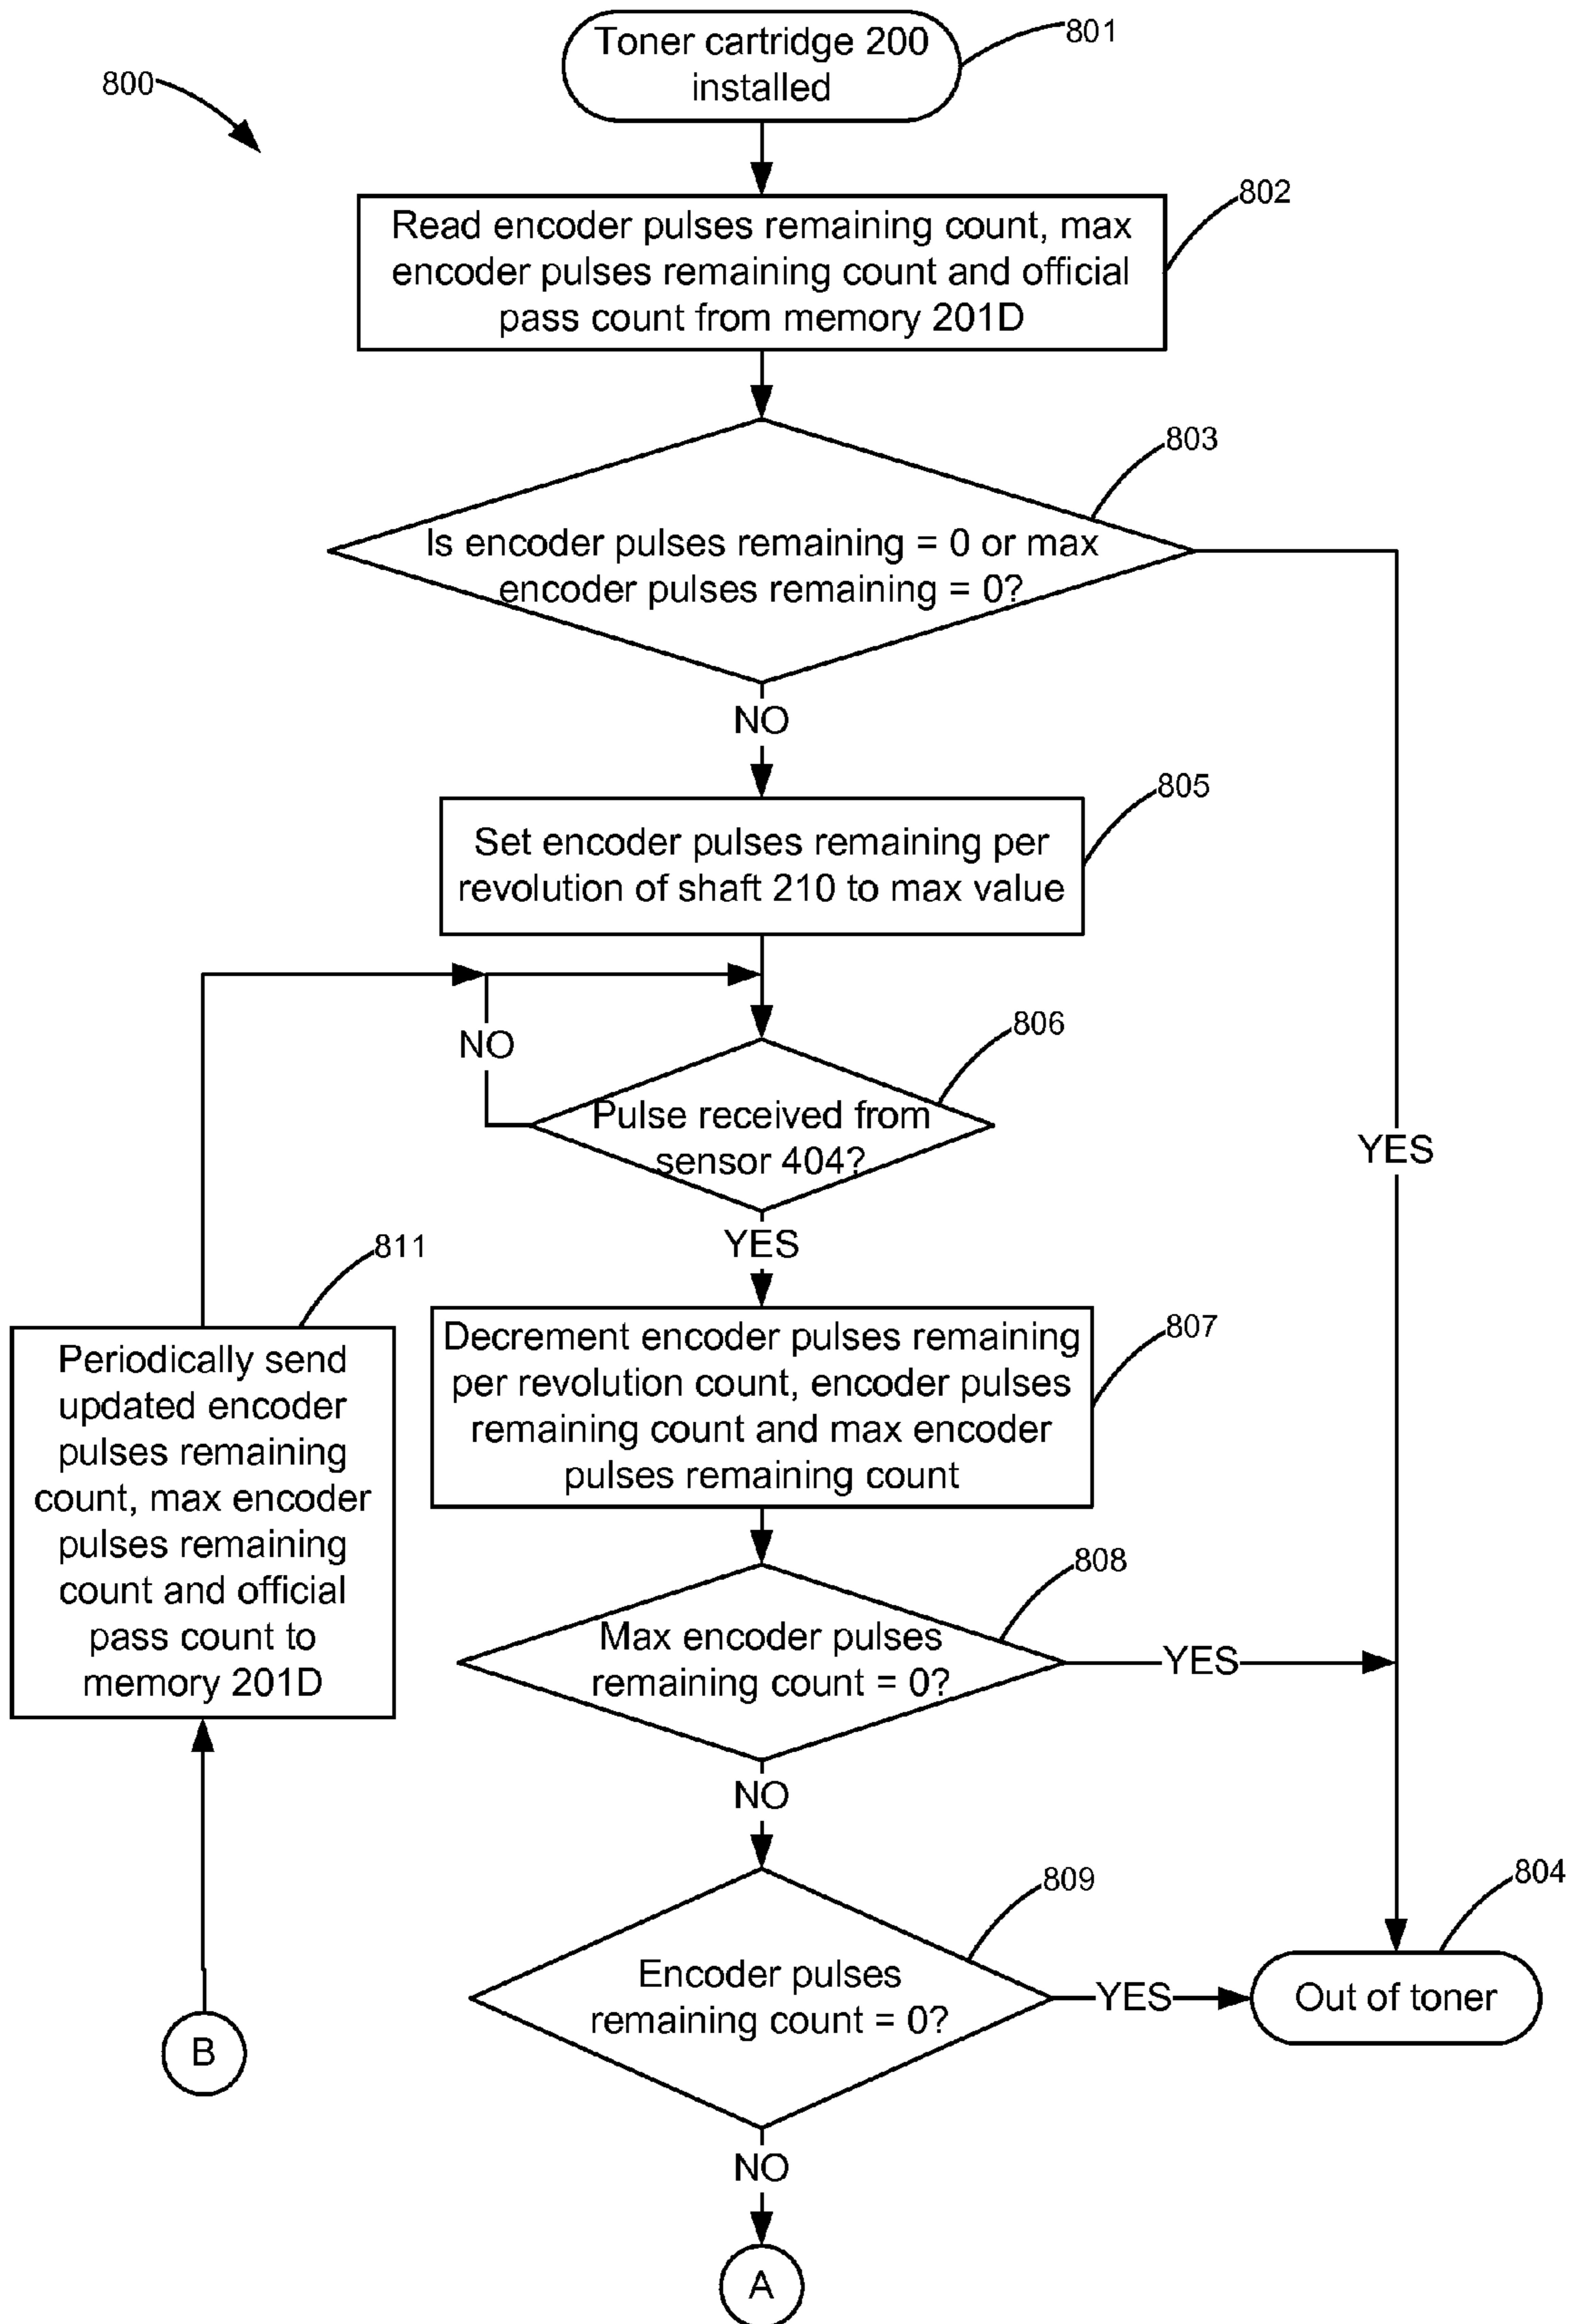 800
Toner cartridge 200
installed
801
Read encoder pulses remaining count, max
encoder pulses remaining count and official
pass count from memory 201D
802
Is encoder pulses remaining = 0 or max
encoder pulses remaining = 0?
803
NO
YES
Set encoder pulses remaining per
revolution of shaft 210 to max value
805
NO
Pulse received from
sensor 404?
806
YES
Decrement encoder pulses remaining
per revolution count, encoder pulses
remaining count and max encoder
pulses remaining count
807
Periodically send
updated encoder
pulses remaining
count, max encoder
pulses remaining
count and official
pass count to
memory 201D
811
Max encoder pulses
remaining count = 0?
808
YES
NO
Encoder pulses
remaining count = 0?
809
YES
Out of toner
804
B
NO
A